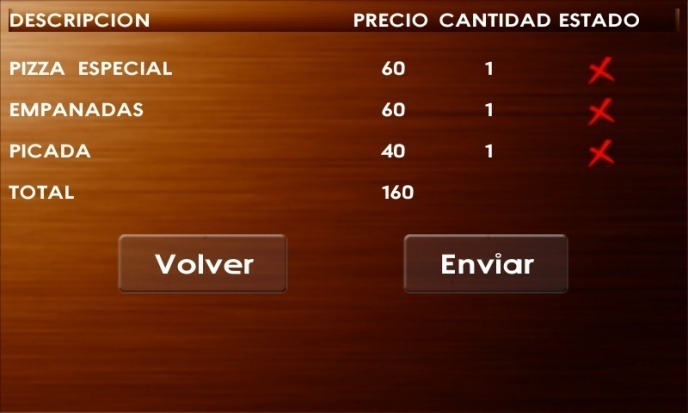 DESCRIPCION PRECIO CANTIDAD ESTADO
PIZZA ESPECIAL 60 1
EMPANADAS 60 1
PICADA 40 1
TOTAL 160
Volver Enviar